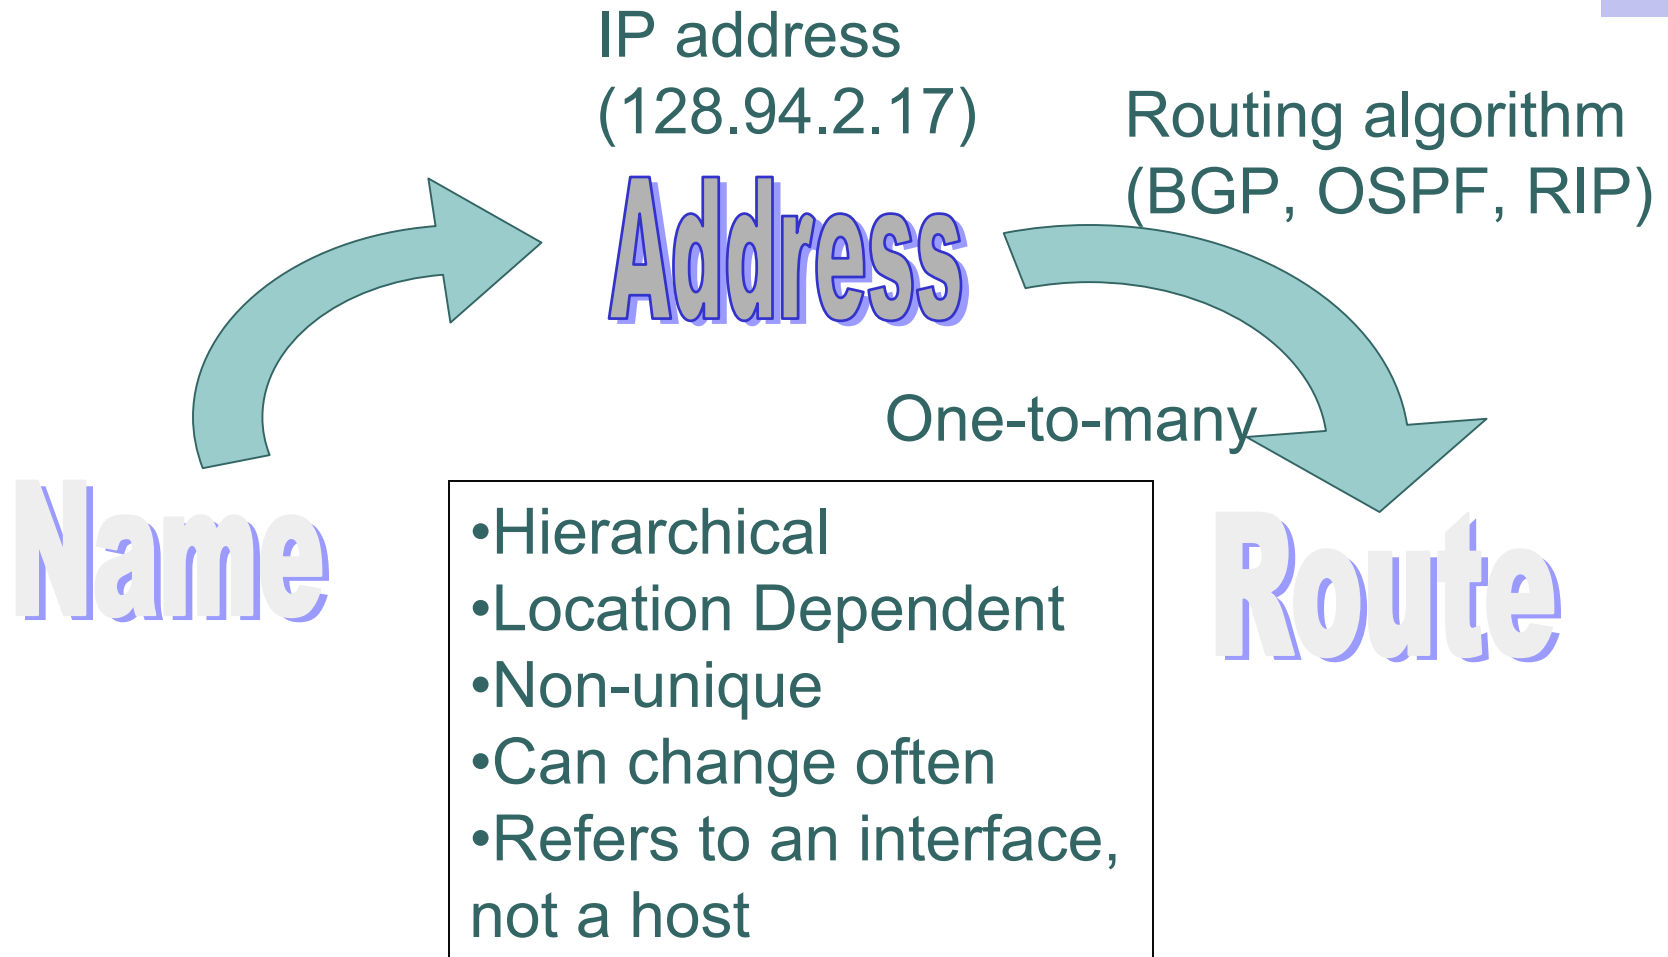 IP address
(128.94.2.17)
Routing algorithm
(BGP, OSPF, RIP)
Address
One-to-many
Name
•Hierarchical
•Location Dependent
•Non-unique
•Can change often
•Refers to an interface,
not a host
Route